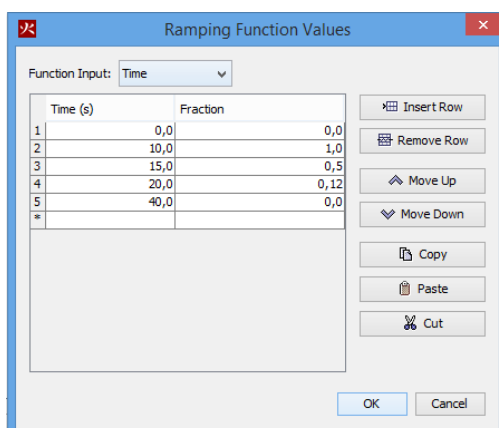 火
Ramping Function Values
×
Function Input: Time
Time (s) Fraction
1 0,0 0,0
2 10,0 1,0
3 15,0 0,5
4 20,0 0,12
5 40,0 0,0
*
Insert Row
Remove Row
Move Up
Move Down
Copy
Paste
Cut
OK Cancel